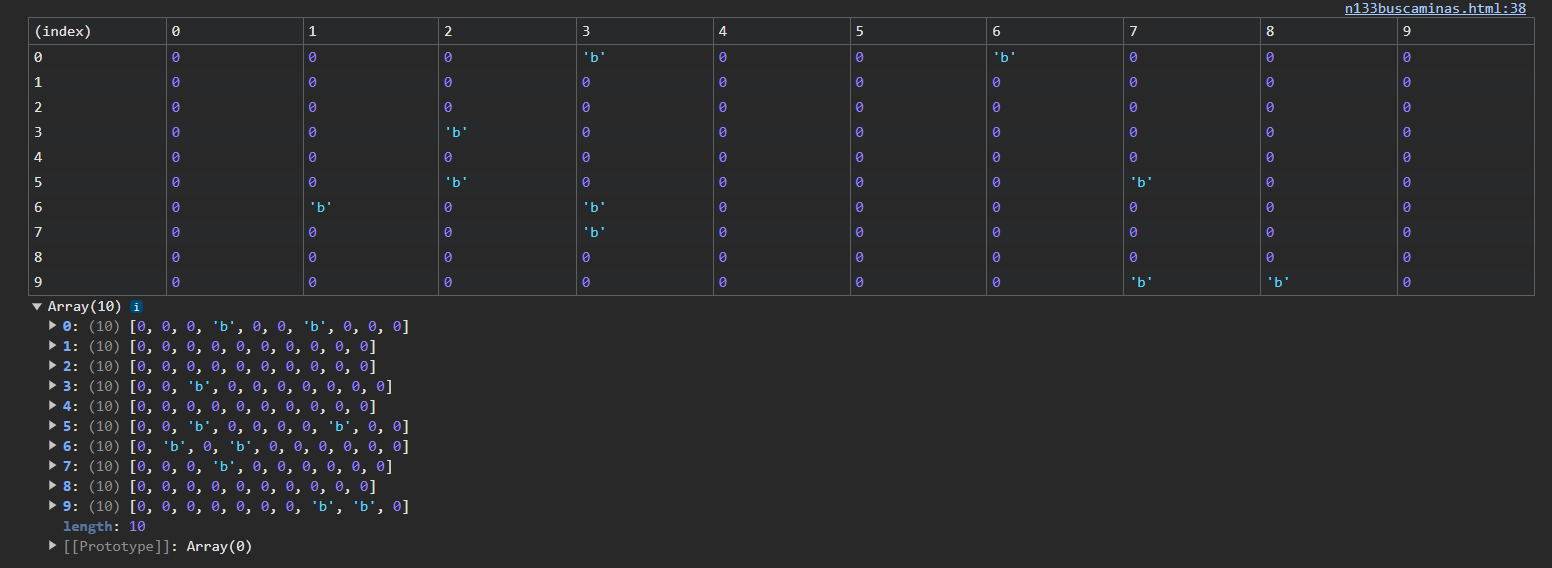 n133buscaminas.html:38
(index) 0 1 2 3 4 5 6 7 8 9
0 0 0 0 'b' 0 0 'b' 0 0 0
1 0 0 0 0 0 0 0 0 0 0
2 0 0 0 0 0 0 0 0 0 0
3 0 0 'b' 0 0 0 0 0 0 0
4 0 0 0 0 0 0 0 0 0 0
5 0 0 'b' 0 0 0 0 'b' 0 0
6 0 'b' 0 'b' 0 0 0 0 0 0
7 0 0 0 'b' 0 0 0 0 0 0
8 0 0 0 0 0 0 0 0 0 0
9 0 0 0 0 0 0 0 'b' 'b' 0
▼ Array(10) i
▶ 0: (10) [0, 0, 0, 'b', 0, 0, 'b', 0, 0, 0]
▶ 1: (10) [0, 0, 0, 0, 0, 0, 0, 0, 0, 0]
▶ 2: (10) [0, 0, 0, 0, 0, 0, 0, 0, 0, 0]
▶ 3: (10) [0, 0, 'b', 0, 0, 0, 0, 0, 0, 0]
▶ 4: (10) [0, 0, 0, 0, 0, 0, 0, 0, 0, 0]
▶ 5: (10) [0, 0, 'b', 0, 0, 0, 0, 'b', 0, 0]
▶ 6: (10) [0, 'b', 0, 'b', 0, 0, 0, 0, 0, 0]
▶ 7: (10) [0, 0, 0, 'b', 0, 0, 0, 0, 0, 0]
▶ 8: (10) [0, 0, 0, 0, 0, 0, 0, 0, 0, 0]
▶ 9: (10) [0, 0, 0, 0, 0, 0, 0, 'b', 'b', 0]
length: 10
▶ [[Prototype]]: Array(0)